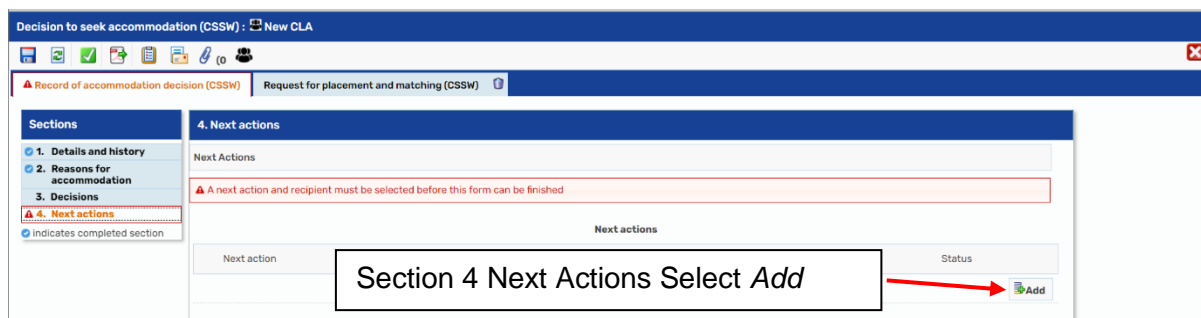 Decision to seek accommodation (CSSW) : New CLA
(0
Record of accommodation decision (CSSW) Request for placement and matching (CSSW)
Sections
1. Details and history
2. Reasons for
accommodation
3. Decisions
4. Next actions
indicates completed section
4. Next actions
Next Actions
A next action and recipient must be selected before this form can be finished
Next actions
Next action Status
Section 4 Next Actions Select Add
Add